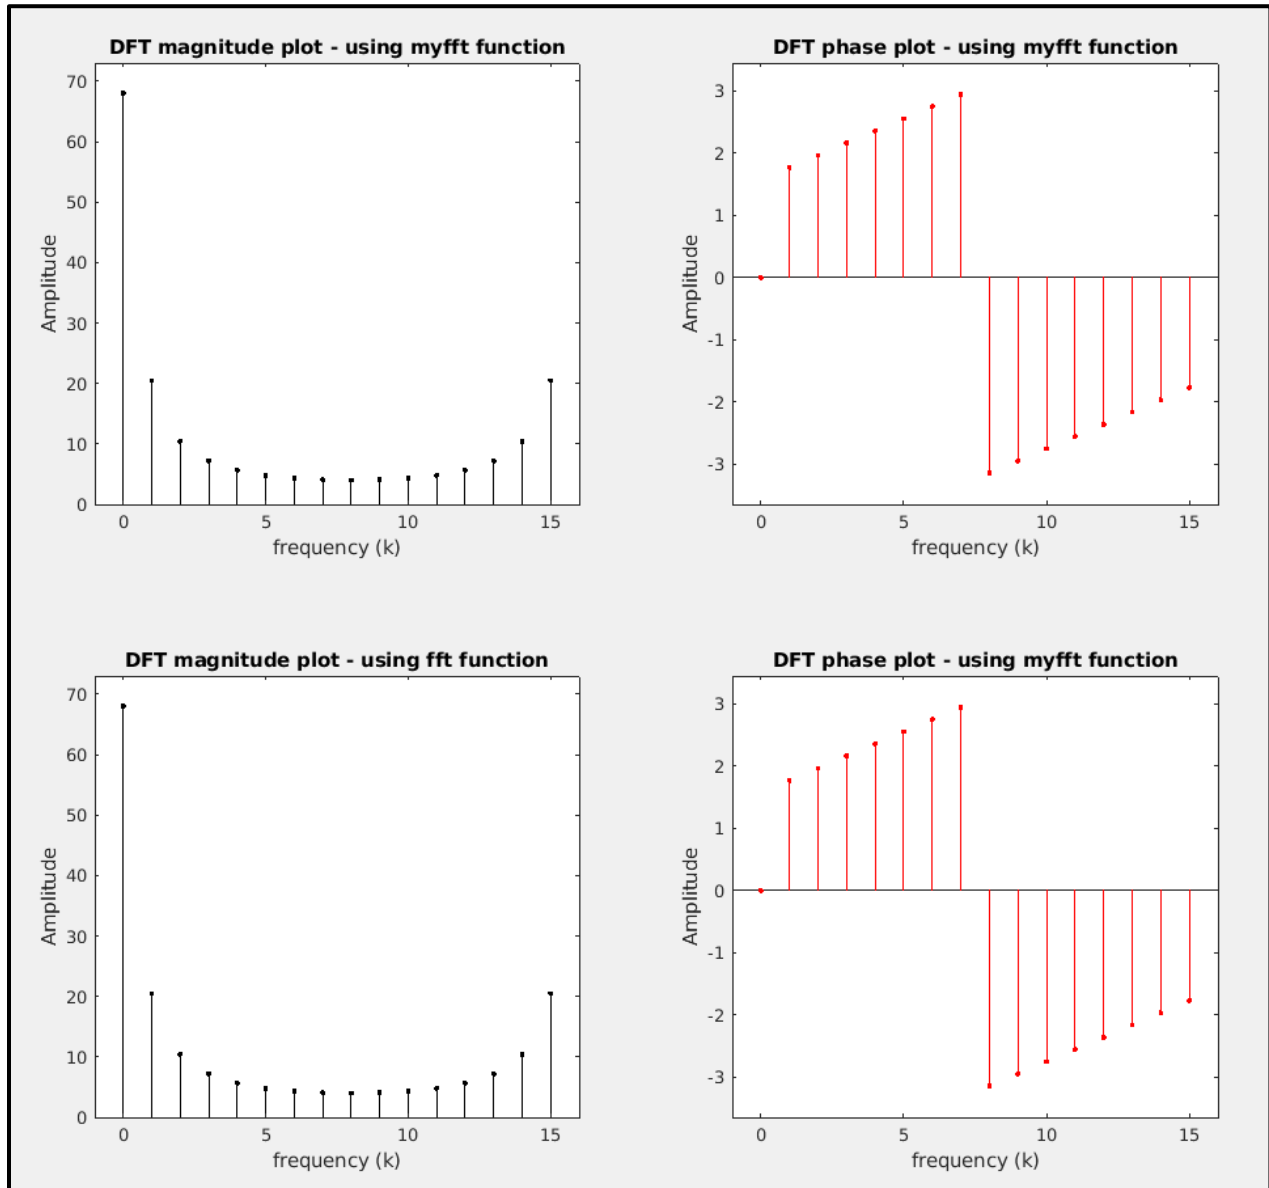 DFT magnitude plot - using myfft function
70
60
50
40
30
20
10
0
Amplitude
0 5 10 15
frequency (k)
DFT phase plot - using myfft function
3
2
1
0
-1
-2
-3
Amplitude
0 5 10 15
frequency (k)
DFT magnitude plot - using fft function
70
60
50
40
30
20
10
0
Amplitude
0 5 10 15
frequency (k)
DFT phase plot - using myfft function
3
2
1
0
-1
-2
-3
Amplitude
0 5 10 15
frequency (k)